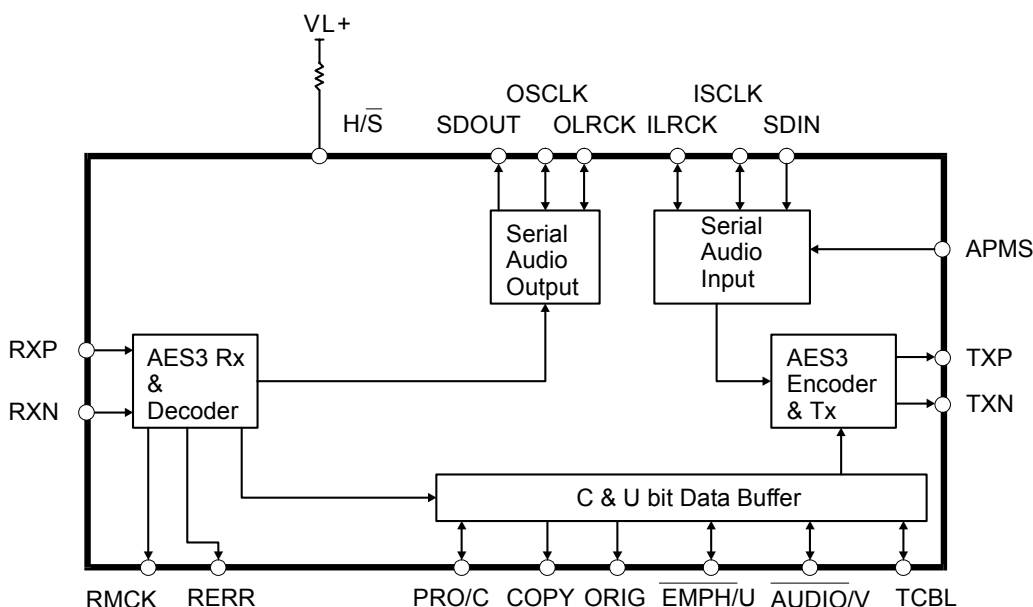 VL+
H/S̅
OSCLK
ISCLK
SDOUT
OLRCK
ILRCK
SDIN
Serial
Audio
Output
Serial
Audio
Input
APMS
RXP
RXN
AES3 Rx
&
Decoder
AES3
Encoder
& Tx
TXP
TXN
C & U bit Data Buffer
RMCK
RERR
PRO/C
COPY
ORIG
EMPH/U
AUDIO/V
TCBL